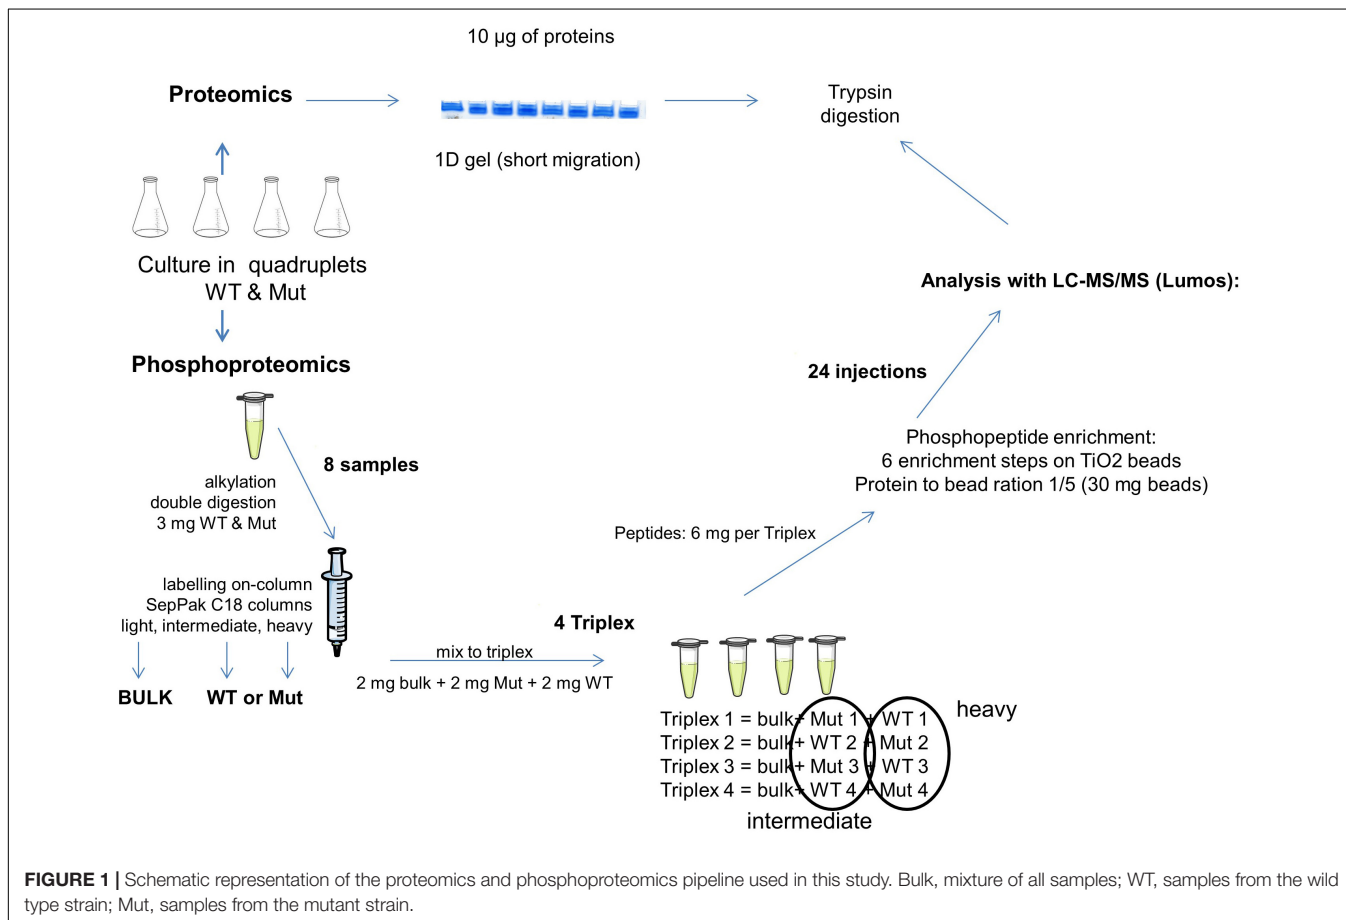 10 µg of proteins
Proteomics
Trypsin
digestion
1D gel (short migration)
Culture in quadruplets
WT & Mut
Analysis with LC-MS/MS (Lumos):
Phosphoproteomics
24 injections
8 samples
alkylation
double digestion
3 mg WT & Mut
Phosphopeptide enrichment:
6 enrichment steps on TiO2 beads
Protein to bead ration 1/5 (30 mg beads)
Peptides: 6 mg per Triplex
labelling on-column
SepPak C18 columns
light, intermediate, heavy
4 Triplex
mix to triplex
2 mg bulk + 2 mg Mut + 2 mg WT
BULK
WT or Mut
heavy
Triplex 1 = bulk+ Mut 1 + WT 1
Triplex 2 = bulk+ WT 2 + Mut 2
Triplex 3 = bulk+ Mut 3 + WT 3
Triplex 4 = bulk+ WT 4 + Mut 4
intermediate
FIGURE 1 | Schematic representation of the proteomics and phosphoproteomics pipeline used in this study. Bulk, mixture of all samples; WT, samples from the wild
type strain; Mut, samples from the mutant strain.